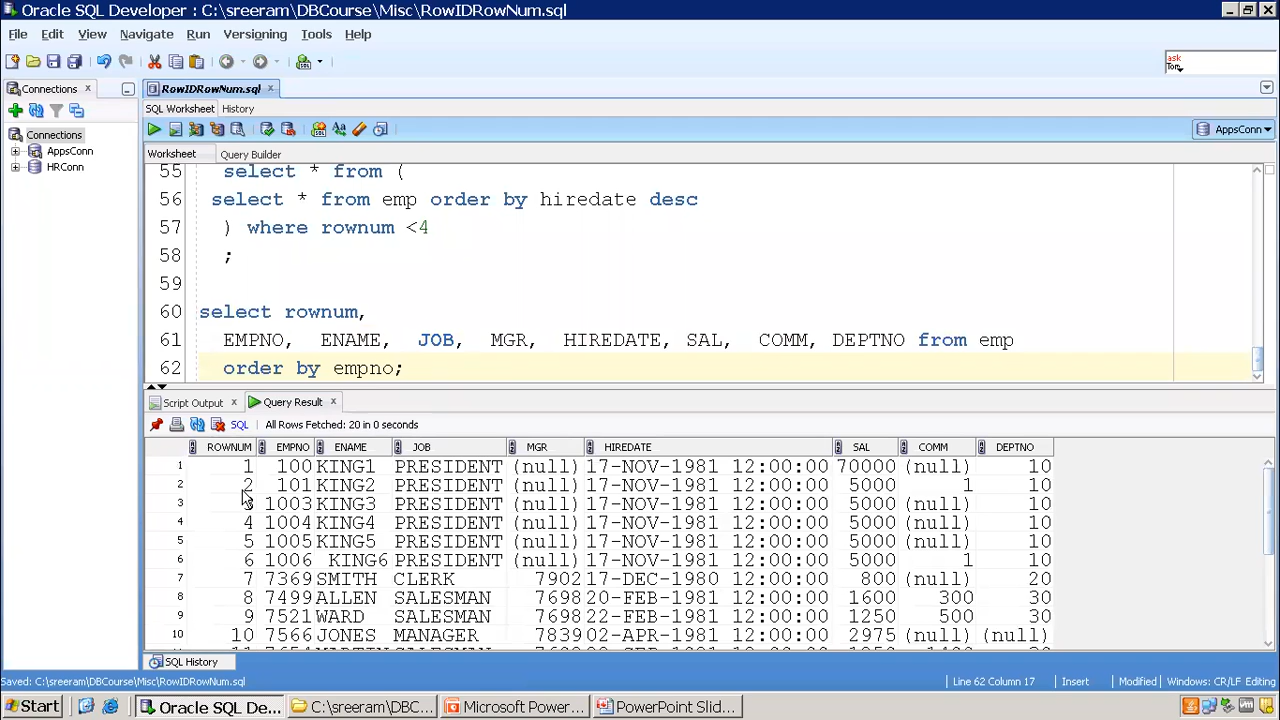 Oracle SQL Developer : C:\sreeram\DBCourse\Misc\RowIDRowNum.sql
File Edit View Navigate Run Versioning Tools Help
ask
Tom
Connections
RowIDRowNum.sql
SQL Worksheet History
AppsConn
Connections
AppsConn
HRConn
Worksheet Query Builder
55 select * from (
56 select * from emp order by hiredate desc
57 ) where rownum <4
58 ;
59
60 select rownum,
61 EMPNO, ENAME, JOB, MGR, HIREDATE, SAL, COMM, DEPTNO from emp
62 order by empno;
Script Output Query Result
SQL All Rows Fetched: 20 in 0 seconds
ROWNUM EMPNO ENAME JOB MGR HIREDATE SAL COMM DEPTNO
1 1 100 KING1 PRESIDENT (null) 17-NOV-1981 12:00:00 70000 (null) 10
2 2 101 KING2 PRESIDENT (null) 17-NOV-1981 12:00:00 5000 1 10
3 3 1003 KING3 PRESIDENT (null) 17-NOV-1981 12:00:00 5000 (null) 10
4 4 1004 KING4 PRESIDENT (null) 17-NOV-1981 12:00:00 5000 (null) 10
5 5 1005 KING5 PRESIDENT (null) 17-NOV-1981 12:00:00 5000 (null) 10
6 6 1006 KING6 PRESIDENT (null) 17-NOV-1981 12:00:00 5000 1 10
7 7 7369 SMITH CLERK 7902 17-DEC-1980 12:00:00 800 (null) 20
8 8 7499 ALLEN SALESMAN 7698 20-FEB-1981 12:00:00 1600 300 30
9 9 7521 WARD SALESMAN 7698 22-FEB-1981 12:00:00 1250 500 30
10 10 7566 JONES MANAGER 7839 02-APR-1981 12:00:00 2975 (null) (null)
SQL History
Saved: C:\sreeram\DBCourse\Misc\RowIDRowNum.sql Line 62 Column 17 Insert Modified Windows: CR/LF Editing
Start Oracle SQL De... C:\sreeram\DBC... Microsoft Power... PowerPoint Slid...